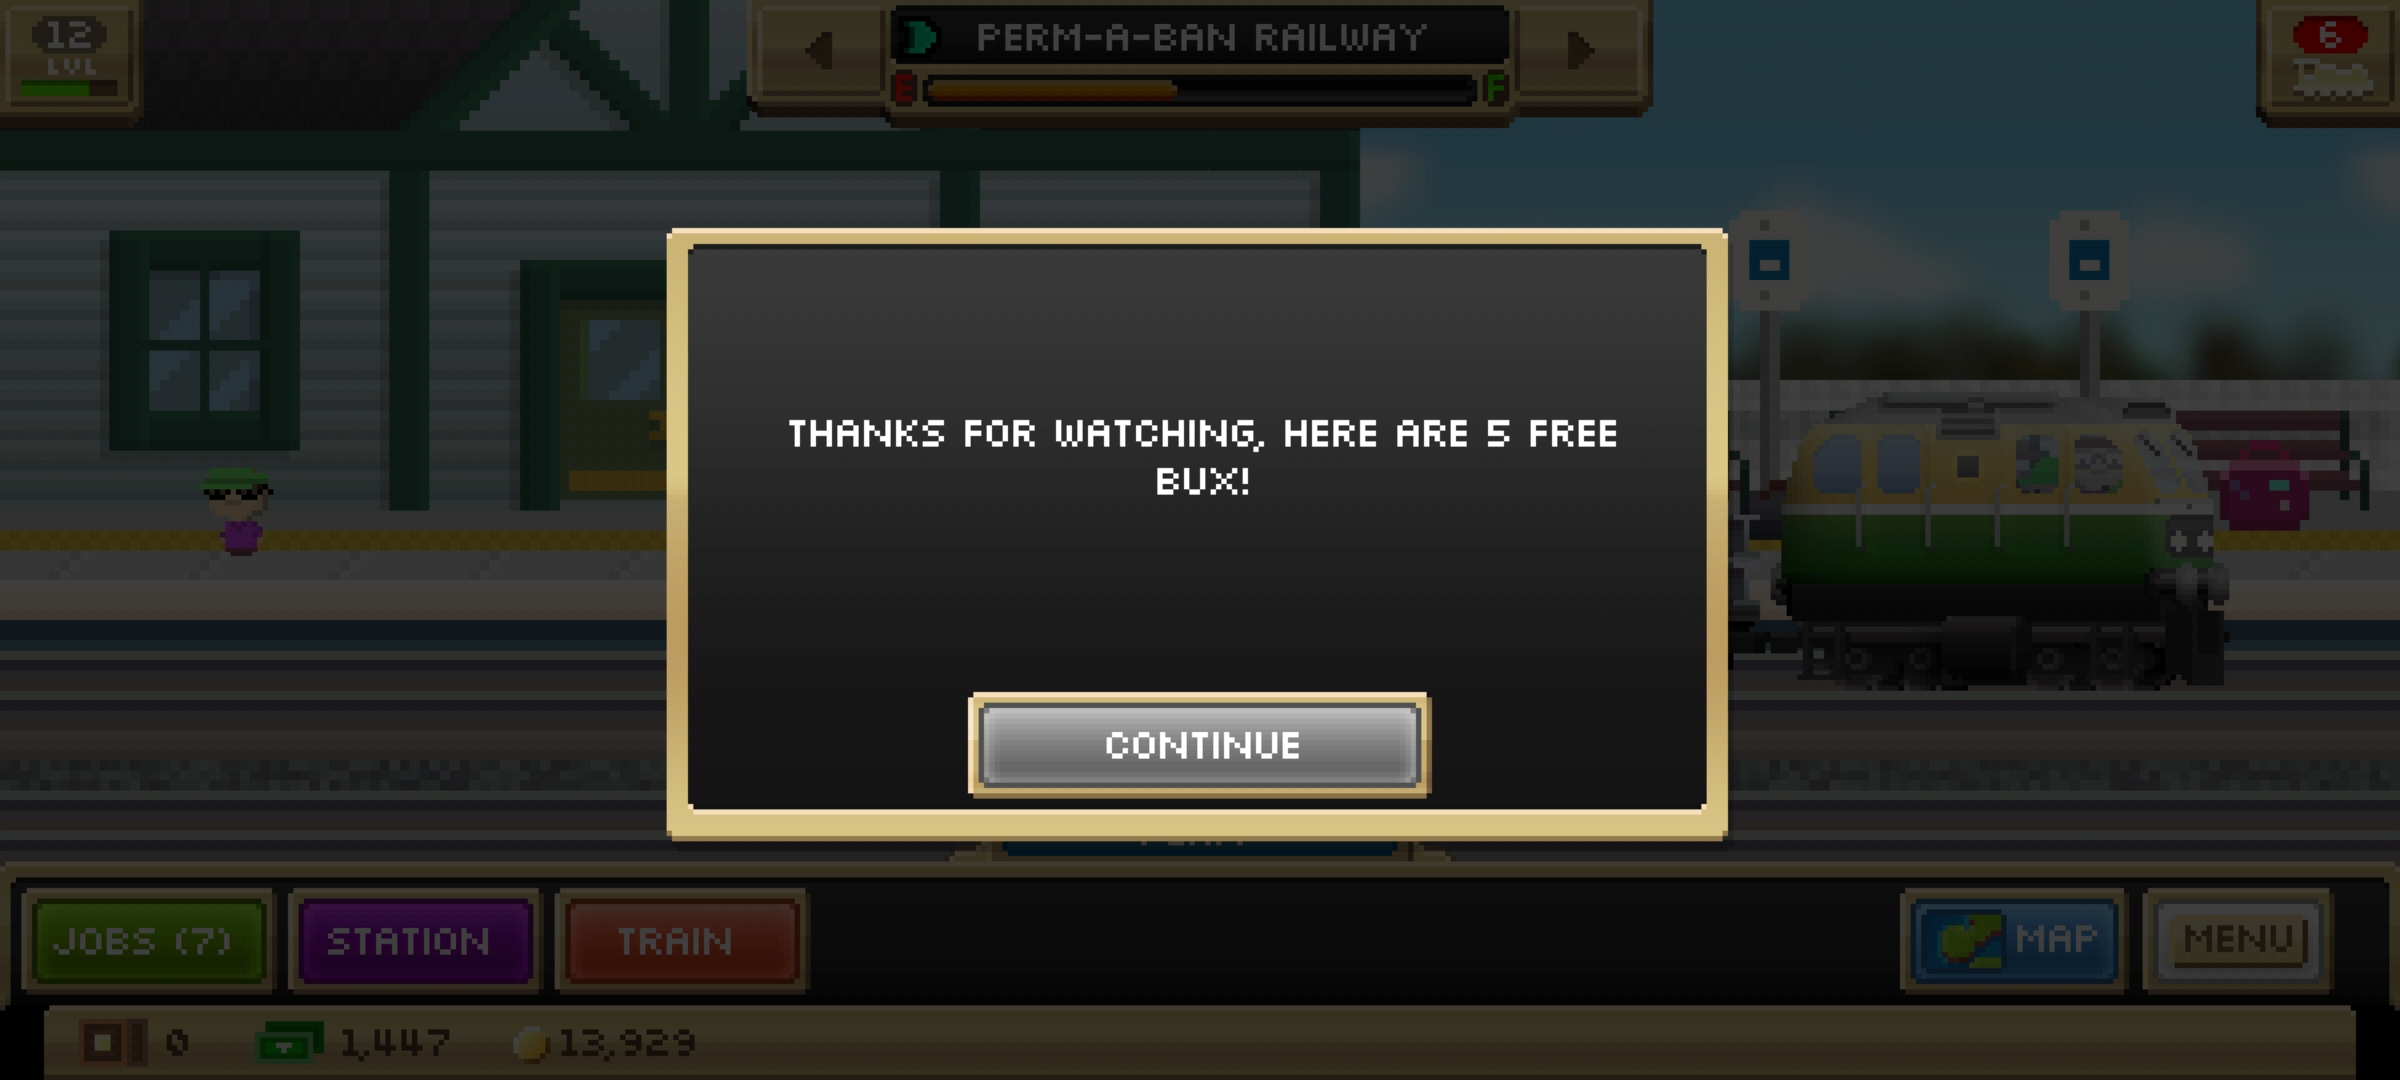 12
LVL
PERM-A-BAN RAILWAY
E
F
6
THANKS FOR WATCHING, HERE ARE 5 FREE
BUX!
CONTINUE
JOBS (7)
STATION
TRAIN
MAP
MENU
0
1,447
13,929